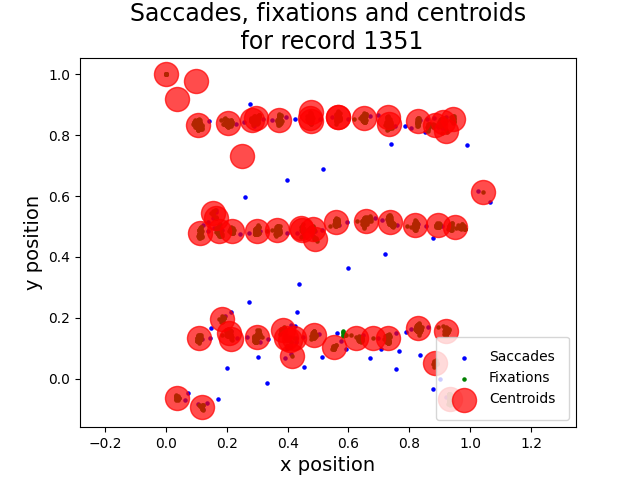 Saccades, fixations and centroids
for record 1351
1.0
0.8
0.6
0.4
0.2
0.0
y position
Saccades
Fixations
Centroids
−0.2
0.0
0.2
0.4
0.6
0.8
1.0
1.2
x position